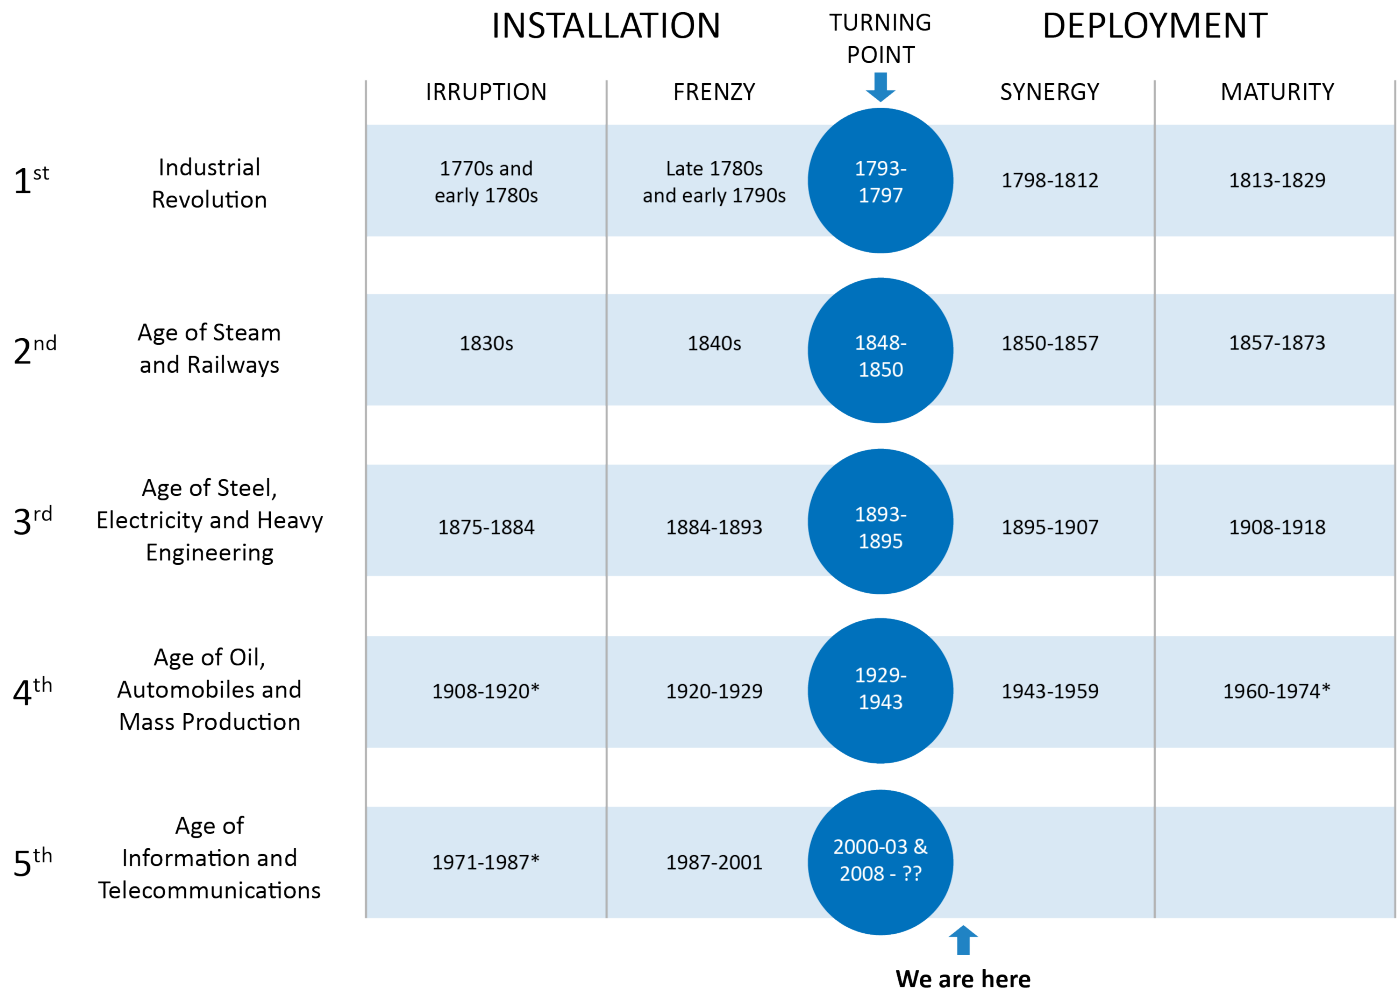 INSTALLATION
TURNING
POINT
DEPLOYMENT
IRRUPTION
FRENZY
SYNERGY
MATURITY
1st
Industrial
Revolution
1770s and
early 1780s
Late 1780s
and early 1790s
1793-
1797
1798-1812
1813-1829
2nd
Age of Steam
and Railways
1830s
1840s
1848-
1850
1850-1857
1857-1873
3rd
Age of Steel,
Electricity and Heavy
Engineering
1875-1884
1884-1893
1893-
1895
1895-1907
1908-1918
4th
Age of Oil,
Automobiles and
Mass Production
1908-1920*
1920-1929
1929-
1943
1943-1959
1960-1974*
5th
Age of
Information and
Telecommunications
1971-1987*
1987-2001
2000-03 &
2008 - ??
We are here